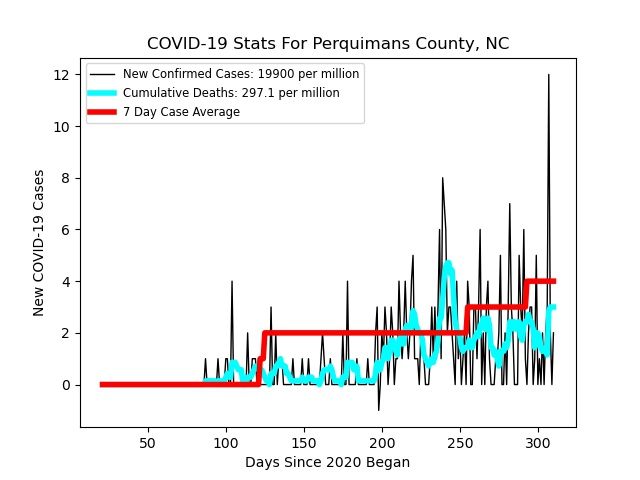 COVID-19 Stats For Perquimans County, NC
New Confirmed Cases: 19900 per million
Cumulative Deaths: 297.1 per million
7 Day Case Average
New COVID-19 Cases
12
10
8
6
4
2
0
50 100 150 200 250 300
Days Since 2020 Began